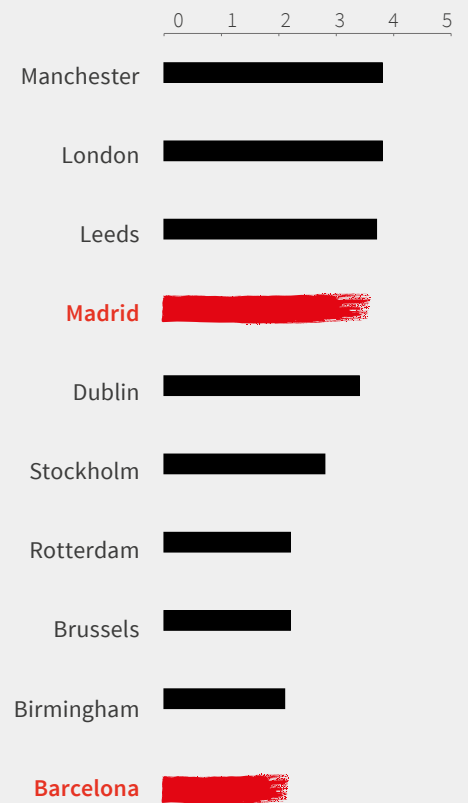 0 1 2 3 4 5
Manchester
London
Leeds
Madrid
Dublin
Stockholm
Rotterdam
Brussels
Birmingham
Barcelona